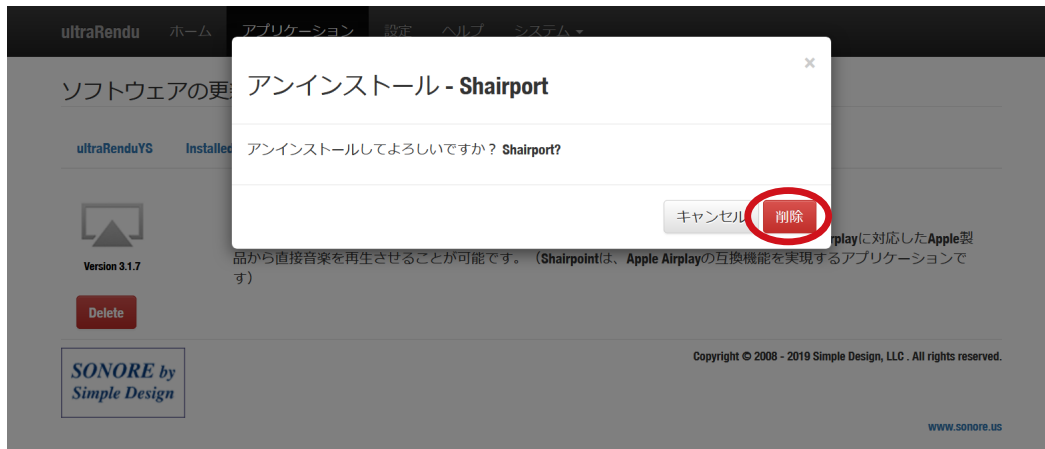 ultraRendu ホーム アプリケーション 設定 ヘルプ システム
ソフトウェアの更
アンインストール - Shairport
×
ultraRenduYS Installed
アンインストールしてよろしいですか? Shairport?
キャンセル 削除
rplayに対応したApple製
品から直接音楽を再生させることが可能です。(Shairpointは、Apple Airplayの互換機能を実現するアプリケーションで
す)
Version 3.1.7
Delete
SONORE by
Simple Design
Copyright © 2008 - 2019 Simple Design, LLC . All rights reserved.
www.sonore.us